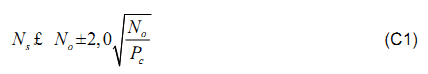 N_s £ N_o ± 2,0 √(N_o / P_c) (C1)